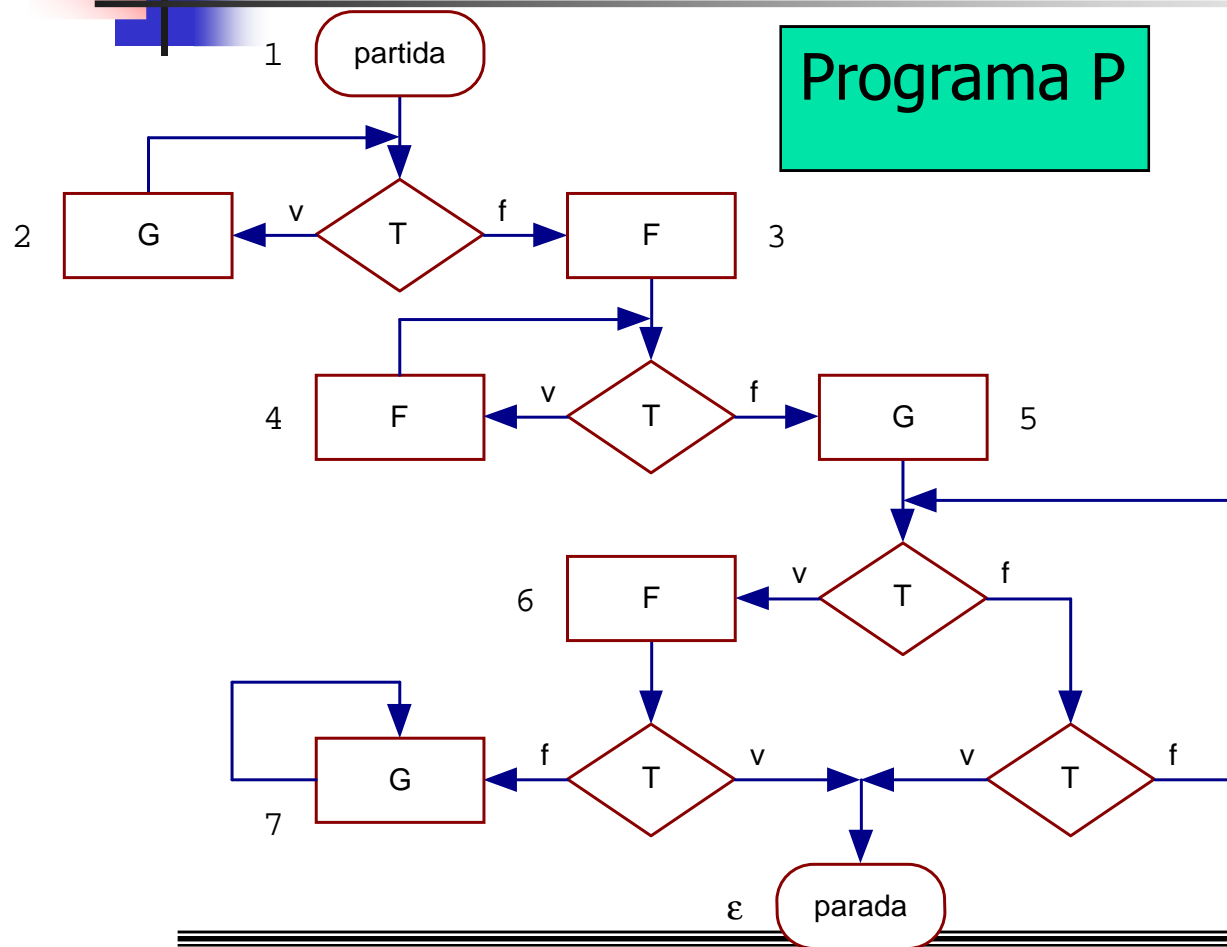 Programa P
1 partida
2 G v T f F 3
4 F v T f G 5
6 F v T f
7 G f T v v T f
ε parada